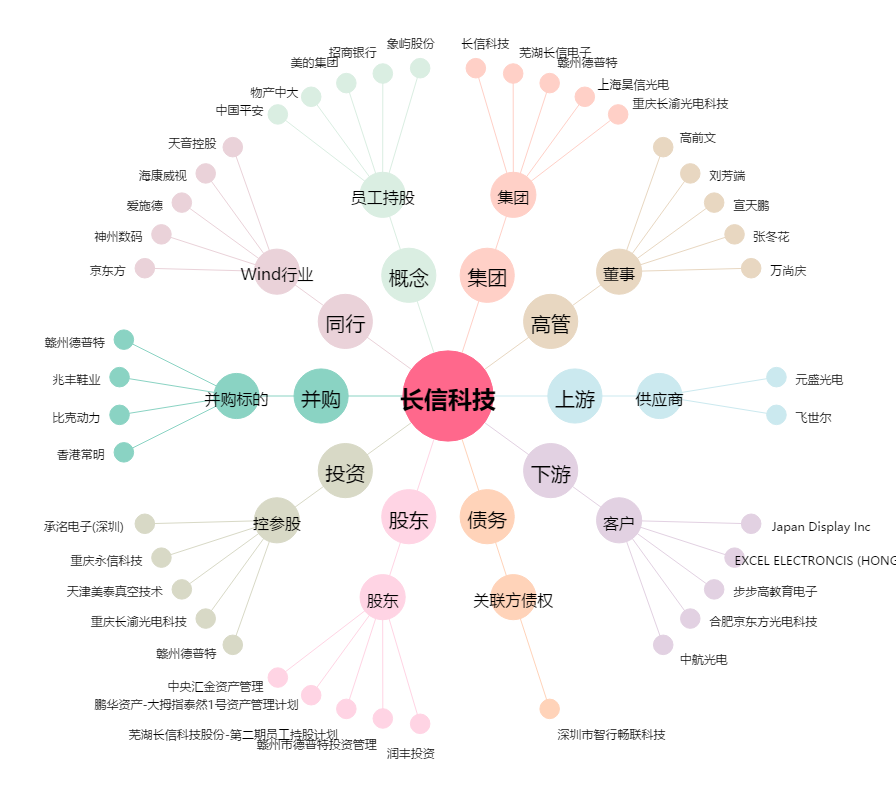 象屿股份
长信科技
招商银行
芜湖长信电子
美的集团
赣州德普特
物产中大
上海昊信光电
中国平安
重庆长渝光电科技
天音控股
高前文
海康威视
刘芳端
员工持股
集团
爱施德
宣天鹏
神州数码
张冬花
京东方
Wind行业
概念
集团
董事
万尚庆
同行
高管
赣州德普特
兆丰鞋业
元盛光电
并购标的
并购
长信科技
上游
供应商
比克动力
飞世尔
香港常明
投资
下游
承洺电子(深圳)
控参股
股东
债务
客户
Japan Display Inc
重庆永信科技
EXCEL ELECTRONCIS (HONG
天津美泰真空技术
步步高教育电子
股东
关联方债权
重庆长渝光电科技
合肥京东方光电科技
赣州德普特
中航光电
中央汇金资产管理
鹏华资产-大拇指泰然1号资产管理计划
芜湖长信科技股份-第二期员工持股计划
深圳市智行畅联科技
赣州市德普特投资管理
润丰投资